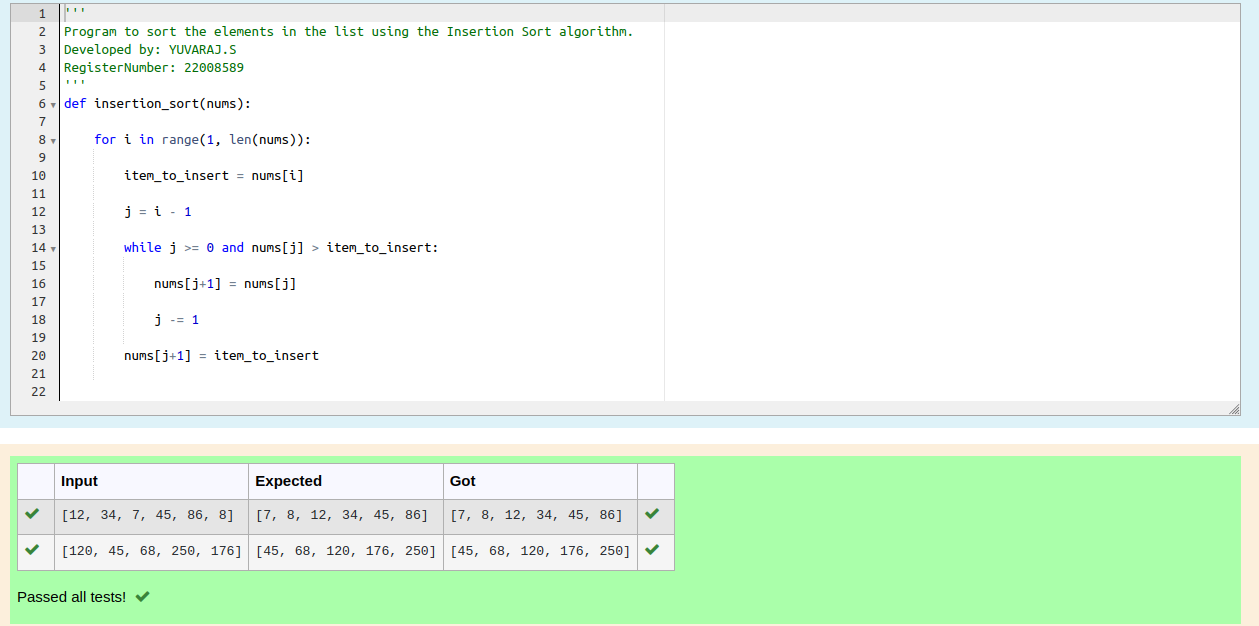 1 '''
2 Program to sort the elements in the list using the Insertion Sort algorithm.
3 Developed by: YUVARAJ.S
4 RegisterNumber: 22008589
5 '''
6 def insertion_sort(nums):
7
8     for i in range(1, len(nums)):
9
10         item_to_insert = nums[i]
11
12         j = i - 1
13
14         while j >= 0 and nums[j] > item_to_insert:
15
16             nums[j+1] = nums[j]
17
18             j -= 1
19
20         nums[j+1] = item_to_insert
21
22
Input Expected Got
[12, 34, 7, 45, 86, 8] [7, 8, 12, 34, 45, 86] [7, 8, 12, 34, 45, 86]
[120, 45, 68, 250, 176] [45, 68, 120, 176, 250] [45, 68, 120, 176, 250]
Passed all tests!